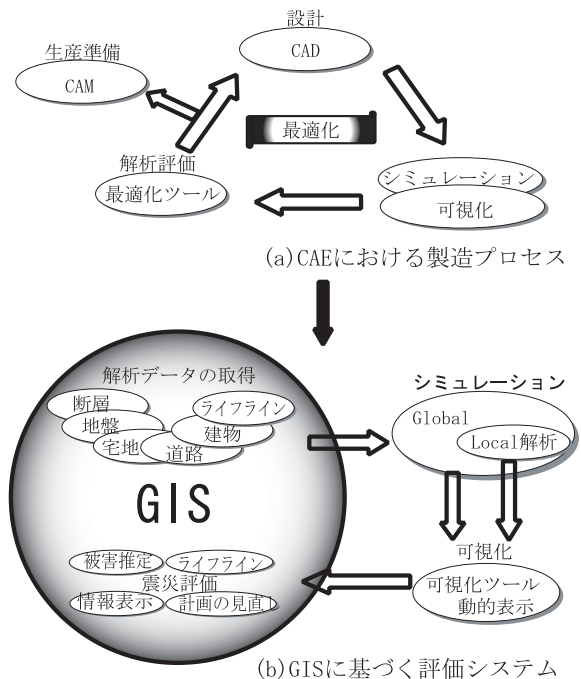 設計
CAD
生産準備
CAM
最適化
解析評価
最適化ツール
シミュレーション
可視化
(a)CAEにおける製造プロセス
解析データの取得
断層
ライフライン
地盤
建物
宅地
道路
GIS
被害推定
ライフライン
震災評価
情報表示
計画の見直
シミュレーション
Global
Local解析
可視化
可視化ツール
動的表示
(b)GISに基づく評価システム